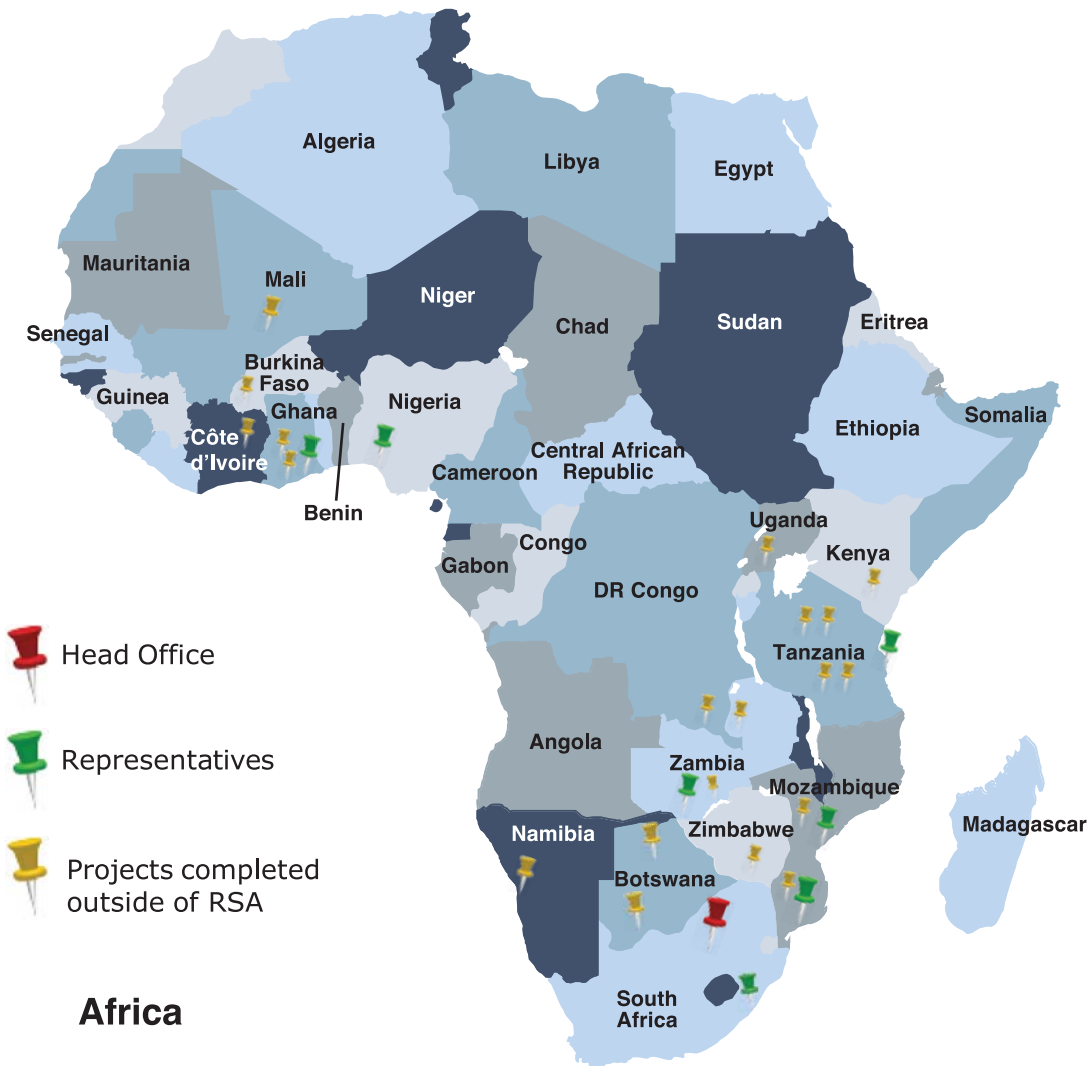 Algeria
Libya
Egypt
Mauritania
Mali
Niger
Chad
Sudan
Eritrea
Senegal
Burkina
Faso
Guinea
Ghana
Nigeria
Somalia
Ethiopia
Côte
d'Ivoire
Central African
Republic
Cameroon
Benin
Uganda
Congo
Kenya
Gabon
DR Congo
Head Office
Tanzania
Angola
Representatives
Zambia
Mozambique
Namibia
Zimbabwe
Madagascar
Projects completed
outside of RSA
Botswana
South
Africa
Africa